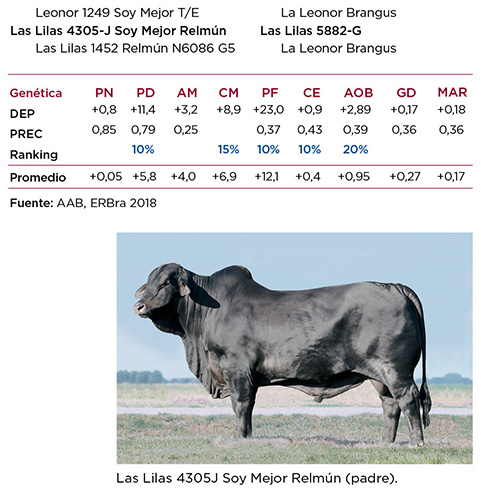 Leonor 1249 Soy Mejor T/E La Leonor Brangus
Las Lilas 4305-J Soy Mejor Relmún Las Lilas 5882-G
Las Lilas 1452 Relmún N6086 G5 La Leonor Brangus
Genética PN PD AM CM PF CE AOB GD MAR
DEP +0,8 +11,4 +3,2 +8,9 +23,0 +0,9 +2,89 +0,17 +0,18
PREC 0,85 0,79 0,25 0,37 0,43 0,39 0,36 0,36
Ranking 10% 15% 10% 10% 20%
Promedio +0,05 +5,8 +4,0 +6,9 +12,1 +0,4 +0,95 +0,27 +0,17
Fuente: AAB, ERBra 2018
Las Lilas 4305J Soy Mejor Relmún (padre).